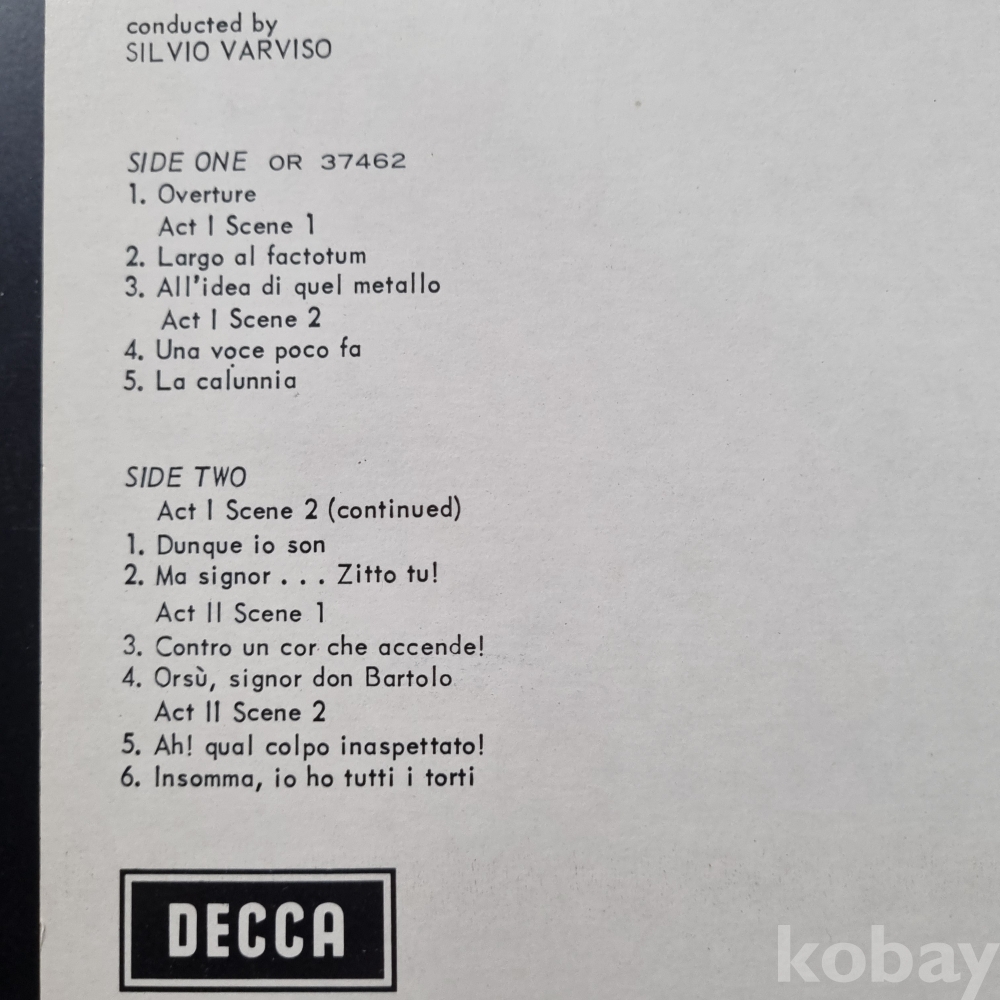 conducted by
SILVIO VARVISO
SIDE ONE OR 37462
1. Overture
Act I Scene 1
2. Largo al factotum
3. All'idea di quel metallo
Act I Scene 2
4. Una voce poco fa
5. La calunnia
SIDE TWO
Act I Scene 2 (continued)
1. Dunque io son
2. Ma signor . . . Zitto tu!
Act II Scene 1
3. Contro un cor che accende!
4. Orsù, signor don Bartolo
Act II Scene 2
5. Ah! qual colpo inaspettato!
6. Insomma, io ho tutti i torti
DECCA
kobay